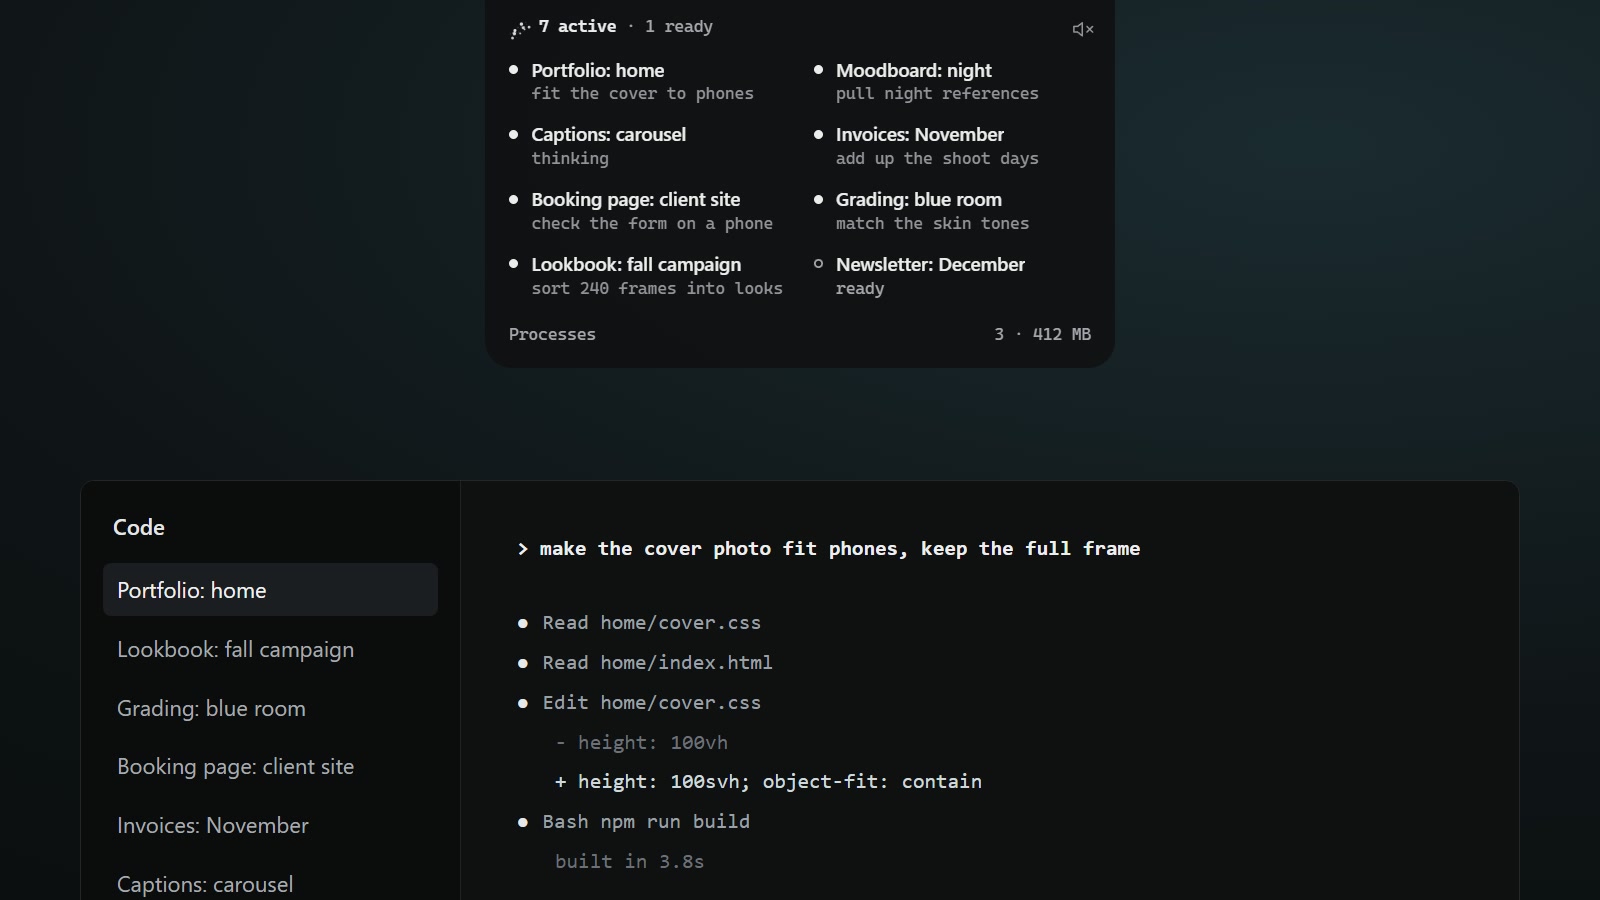 7 active · 1 ready
Portfolio: home
fit the cover to phones
Moodboard: night
pull night references
Captions: carousel
thinking
Invoices: November
add up the shoot days
Booking page: client site
check the form on a phone
Grading: blue room
match the skin tones
Lookbook: fall campaign
sort 240 frames into looks
Newsletter: December
ready
Processes
3 · 412 MB
Code
Portfolio: home
Lookbook: fall campaign
Grading: blue room
Booking page: client site
Invoices: November
Captions: carousel
> make the cover photo fit phones, keep the full frame
● Read home/cover.css
● Read home/index.html
● Edit home/cover.css
- height: 100vh
+ height: 100svh; object-fit: contain
● Bash npm run build
built in 3.8s